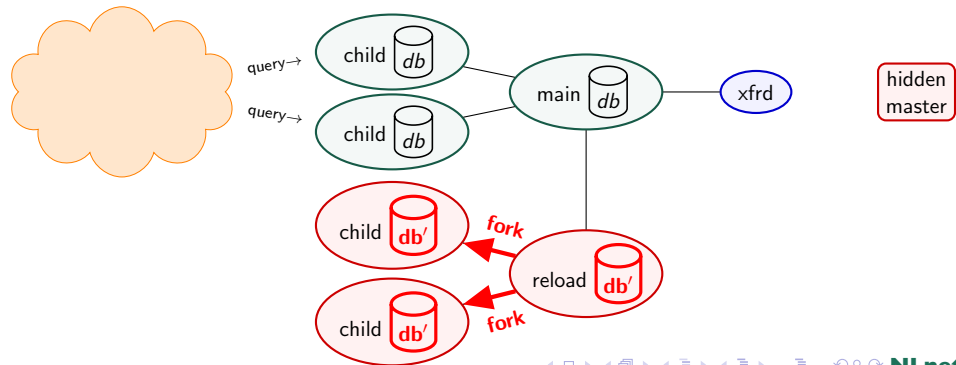 query→
child db
main db
xfrd
hidden
master
query→
child db
child db′
fork
reload db′
child db′
fork